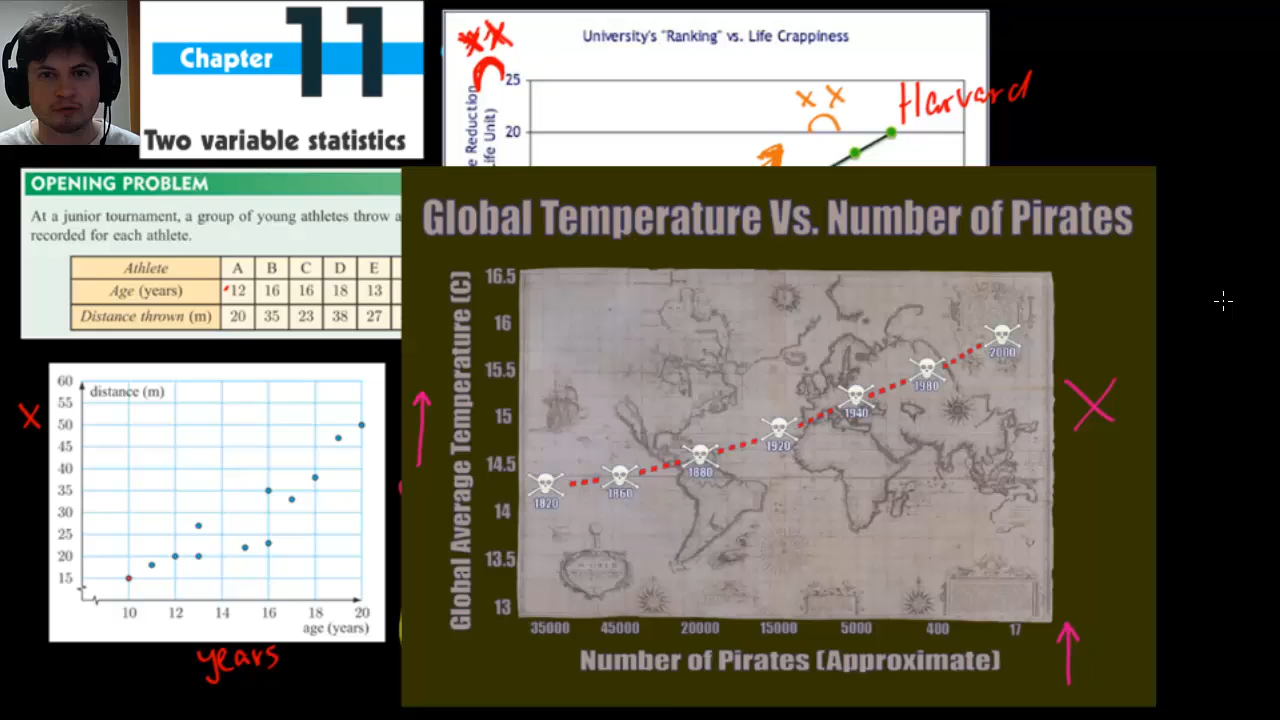 Chapter 11
Two variable statistics
University's "Ranking" vs. Life Crappiness
e Reduction
ife Unit)
25
20
Harvard
OPENING PROBLEM
At a junior tournament, a group of young athletes throw a
recorded for each athlete.
Athlete A B C D E
Age (years) 12 16 16 18 13
Distance thrown (m) 20 35 23 38 27
distance (m)
60
55
50
45
40
35
30
25
20
15
10 12 14 16 18 20
age (years)
years
Global Temperature Vs. Number of Pirates
Global Average Temperature (C)
16.5
16
15.5
15
14.5
14
13.5
13
1820
1860
1880
1920
1940
1980
2000
35000 45000 20000 15000 5000 400 17
Number of Pirates (Approximate)